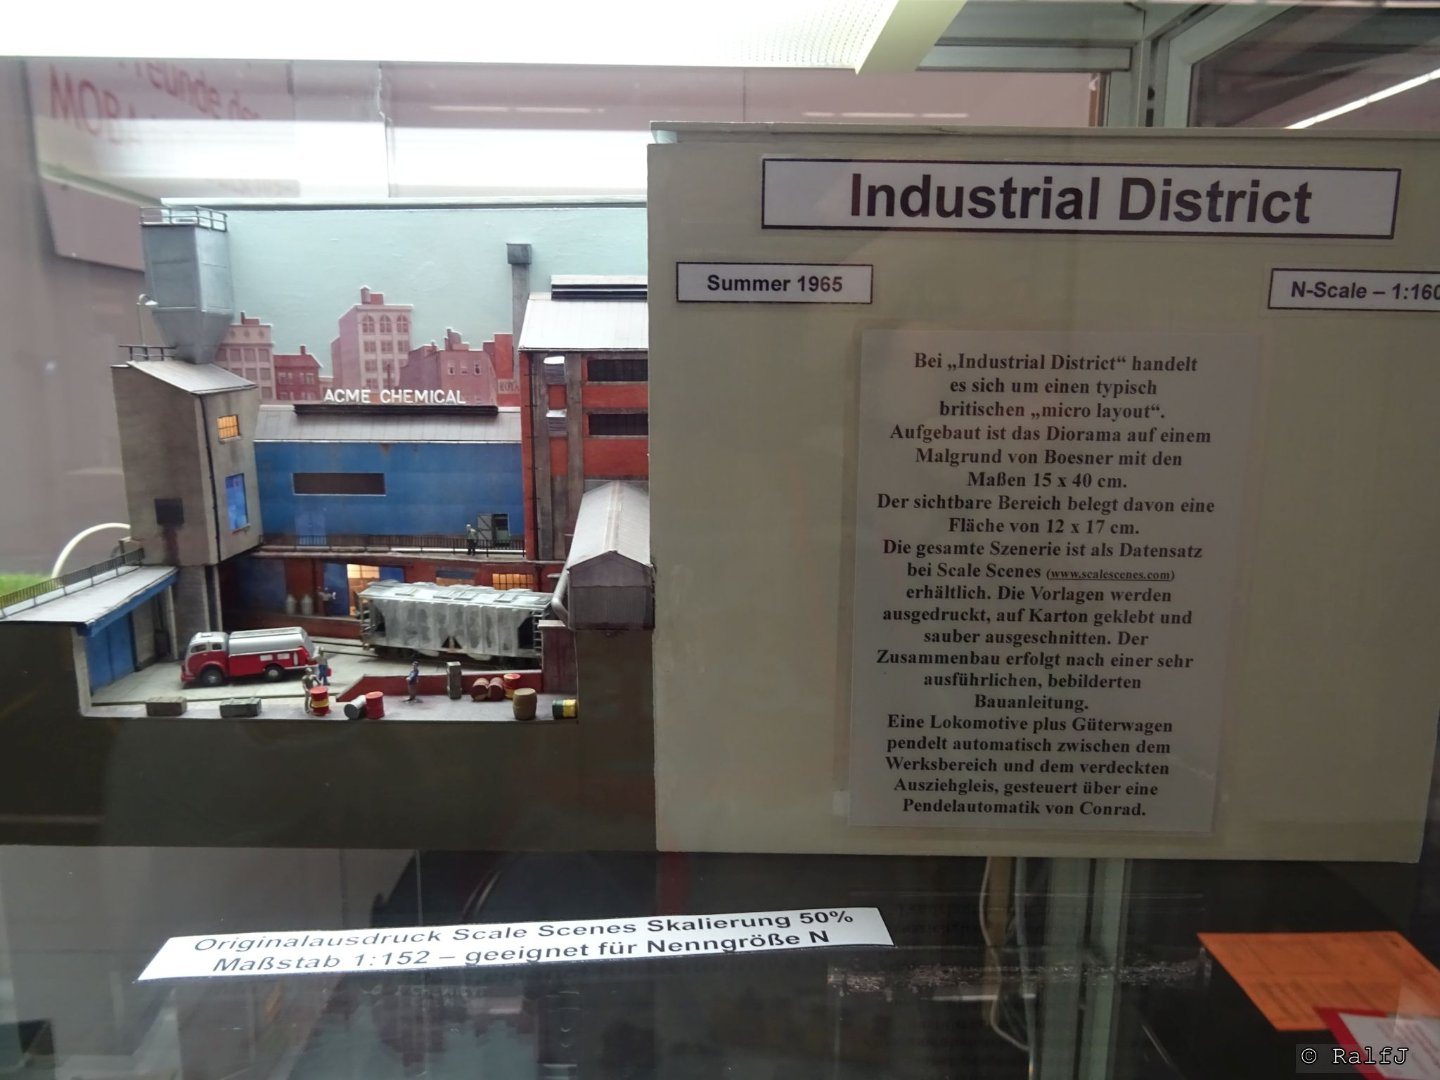 Freunde der
MOBA
Industrial District
Summer 1965
N-Scale – 1:160
ACME CHEMICAL
Bei „Industrial District“ handelt
es sich um einen typisch
britischen „micro layout“.
Aufgebaut ist das Diorama auf einem
Malgrund von Boesner mit den
Maßen 15 x 40 cm.
Der sichtbare Bereich belegt davon eine
Fläche von 12 x 17 cm.
Die gesamte Szenerie ist als Datensatz
bei Scale Scenes (www.scalescenes.com)
erhältlich. Die Vorlagen werden
ausgedruckt, auf Karton geklebt und
sauber ausgeschnitten. Der
Zusammenbau erfolgt nach einer sehr
ausführlichen, bebilderten
Bauanleitung.
Eine Lokomotive plus Güterwagen
pendelt automatisch zwischen dem
Werksbereich und dem verdeckten
Ausziehgleis, gesteuert über eine
Pendelautomatik von Conrad.
Originalausdruck Scale Scenes Skalierung 50%
Maßstab 1:152 – geeignet für Nenngröße N
© RalfJ